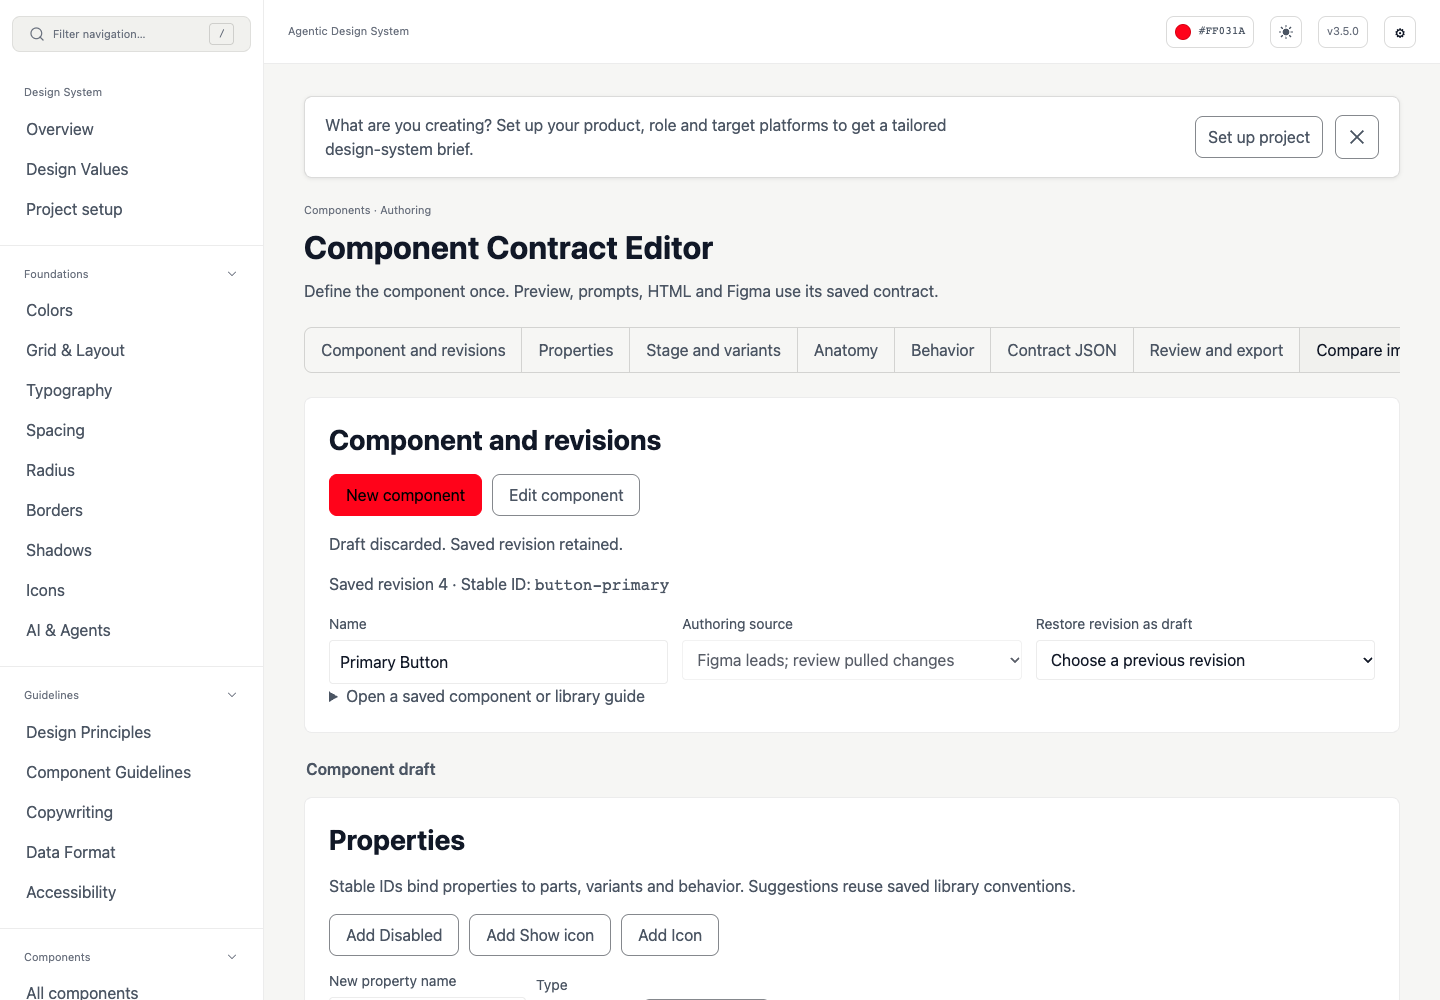 Filter navigation...
/
Agentic Design System
#FF031A
v3.5.0
Design System
Overview
Design Values
Project setup
Foundations
Colors
Grid & Layout
Typography
Spacing
Radius
Borders
Shadows
Icons
AI & Agents
Guidelines
Design Principles
Component Guidelines
Copywriting
Data Format
Accessibility
Components
All components
What are you creating? Set up your product, role and target platforms to get a tailored
design-system brief.
Set up project
Components · Authoring
Component Contract Editor
Define the component once. Preview, prompts, HTML and Figma use its saved contract.
Component and revisions
Properties
Stage and variants
Anatomy
Behavior
Contract JSON
Review and export
Compare im
Component and revisions
New component
Edit component
Draft discarded. Saved revision retained.
Saved revision 4 · Stable ID: button-primary
Name
Authoring source
Restore revision as draft
Primary Button
Figma leads; review pulled changes
Choose a previous revision
Open a saved component or library guide
Component draft
Properties
Stable IDs bind properties to parts, variants and behavior. Suggestions reuse saved library conventions.
Add Disabled
Add Show icon
Add Icon
New property name
Type